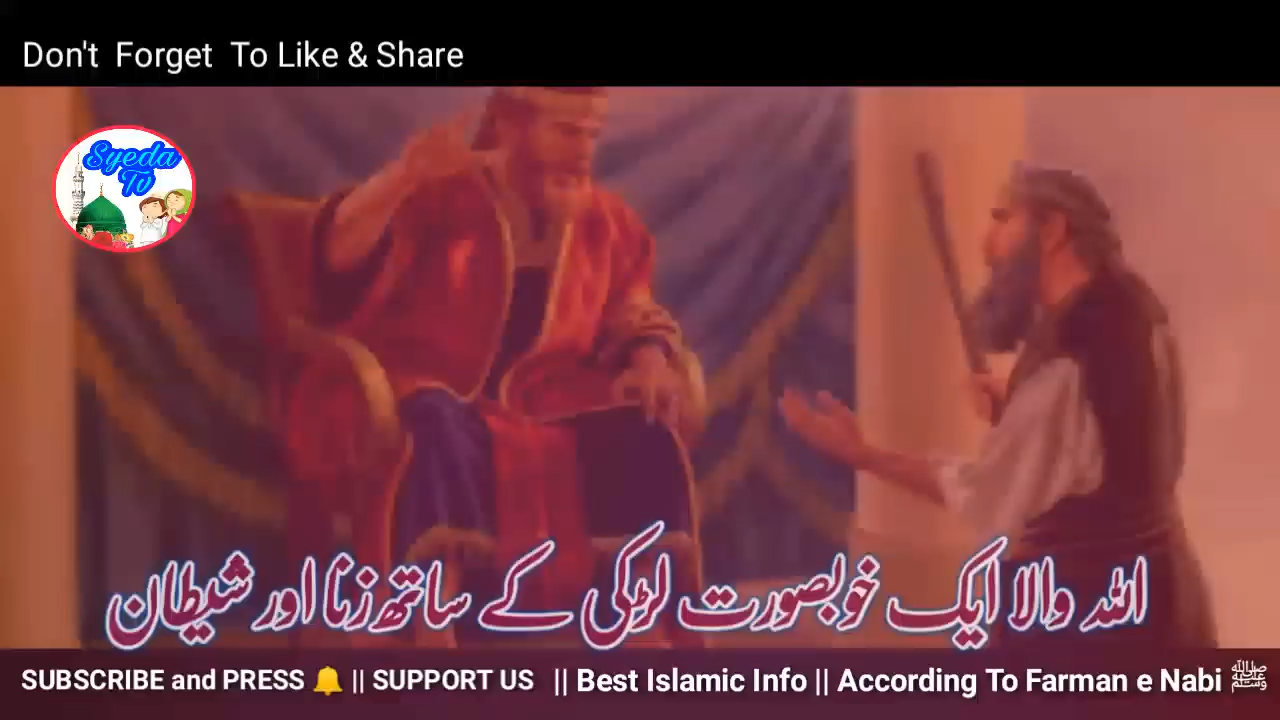 Don't Forget To Like & Share
Syeda
Tv
اللہ والا ایک خوبصورت لڑکی کے ساتھ زنا اور شیطان
SUBSCRIBE and PRESS 🔔 || SUPPORT US || Best Islamic Info || According To Farman e Nabi ﷺ